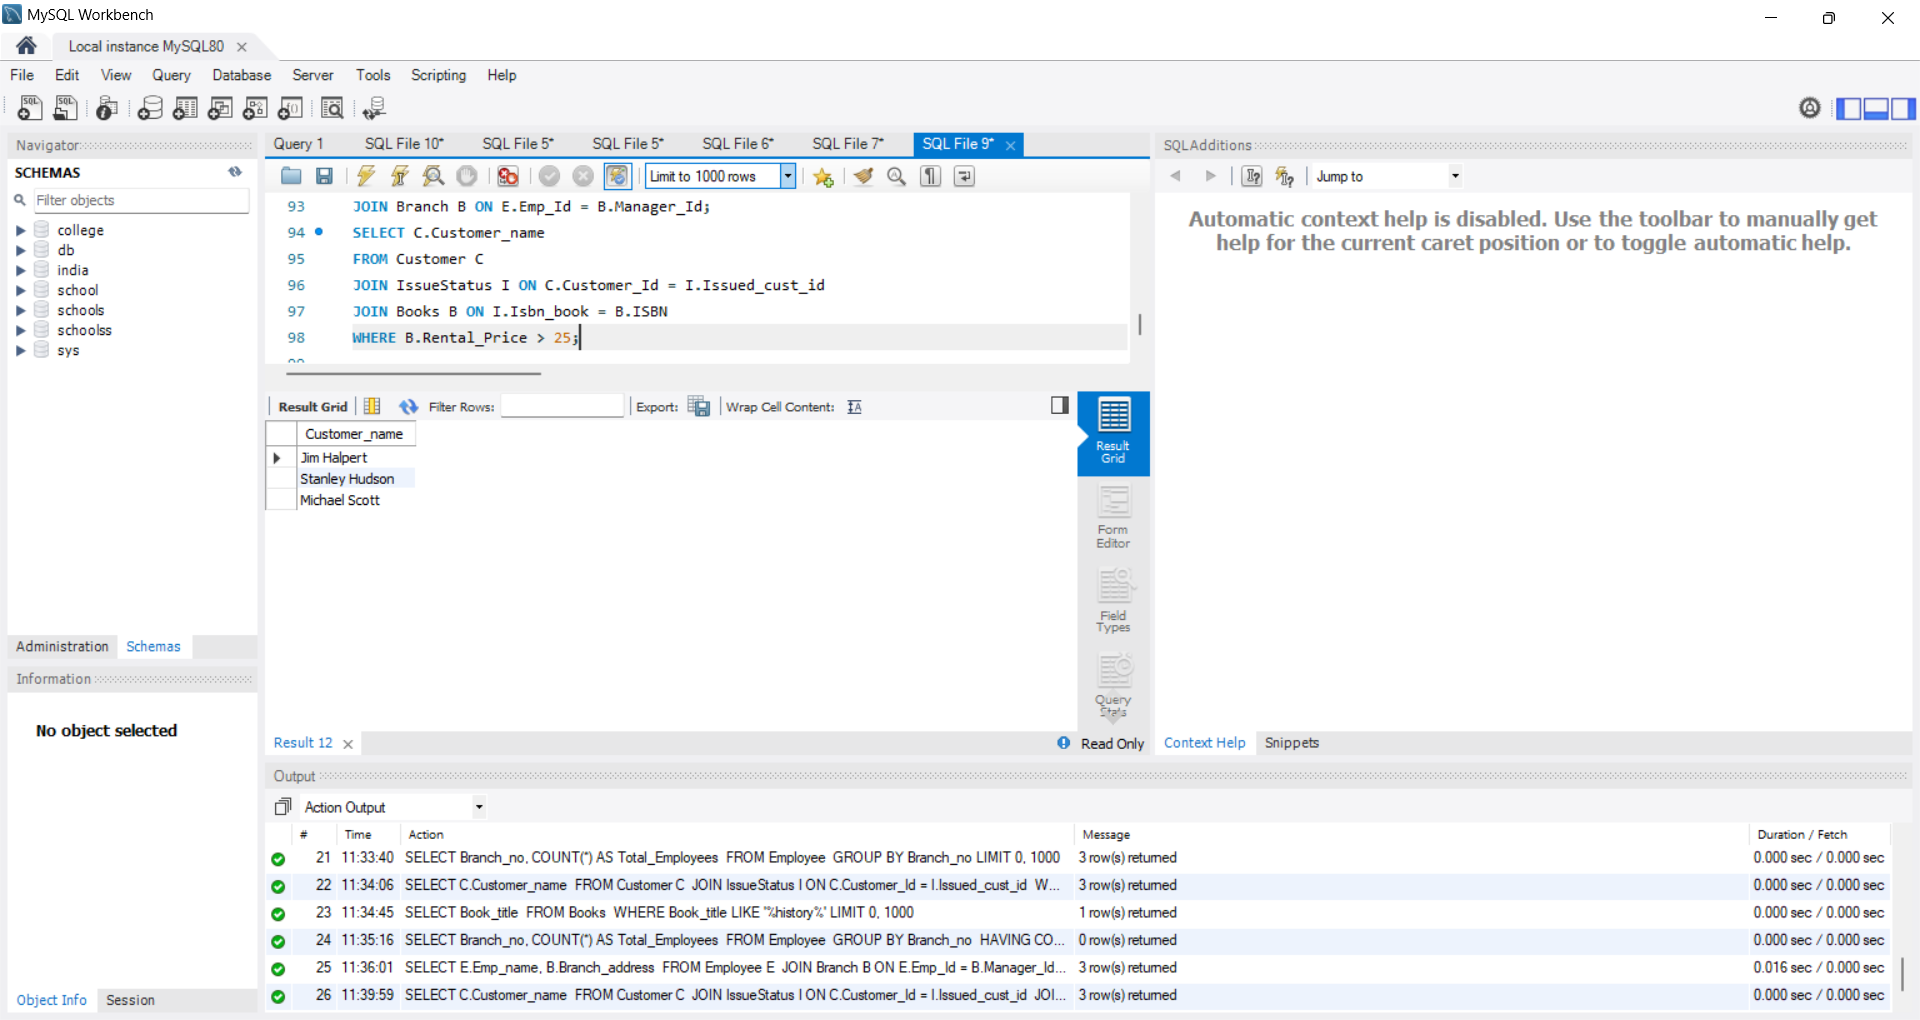 MySQL Workbench
Local instance MySQL80
File Edit View Query Database Server Tools Scripting Help
Navigator
SCHEMAS
Filter objects
college
db
india
school
schools
schoolss
sys
Administration Schemas
Information
No object selected
Object Info Session
Query 1 SQL File 10* SQL File 5* SQL File 5* SQL File 6* SQL File 7* SQL File 9*
Limit to 1000 rows
93 JOIN Branch B ON E.Emp_Id = B.Manager_Id;
94 SELECT C.Customer_name
95 FROM Customer C
96 JOIN IssueStatus I ON C.Customer_Id = I.Issued_cust_id
97 JOIN Books B ON I.Isbn_book = B.ISBN
98 WHERE B.Rental_Price > 25;
Result Grid Filter Rows: Export: Wrap Cell Content:
Customer_name
Jim Halpert
Stanley Hudson
Michael Scott
Result
Grid
Form
Editor
Field
Types
Query
Stats
Result 12 Read Only
SQLAdditions
Jump to
Automatic context help is disabled. Use the toolbar to manually get
help for the current caret position or to toggle automatic help.
Context Help Snippets
Output
Action Output
# Time Action Message Duration / Fetch
21 11:33:40 SELECT Branch_no, COUNT(*) AS Total_Employees FROM Employee GROUP BY Branch_no LIMIT 0, 1000 3 row(s) returned 0.000 sec / 0.000 sec
22 11:34:06 SELECT C.Customer_name FROM Customer C JOIN IssueStatus I ON C.Customer_Id = I.Issued_cust_id W... 3 row(s) returned 0.000 sec / 0.000 sec
23 11:34:45 SELECT Book_title FROM Books WHERE Book_title LIKE '%history%' LIMIT 0, 1000 1 row(s) returned 0.000 sec / 0.000 sec
24 11:35:16 SELECT Branch_no, COUNT(*) AS Total_Employees FROM Employee GROUP BY Branch_no HAVING CO... 0 row(s) returned 0.000 sec / 0.000 sec
25 11:36:01 SELECT E.Emp_name, B.Branch_address FROM Employee E JOIN Branch B ON E.Emp_Id = B.Manager_Id... 3 row(s) returned 0.016 sec / 0.000 sec
26 11:39:59 SELECT C.Customer_name FROM Customer C JOIN IssueStatus I ON C.Customer_Id = I.Issued_cust_id JOI... 3 row(s) returned 0.000 sec / 0.000 sec